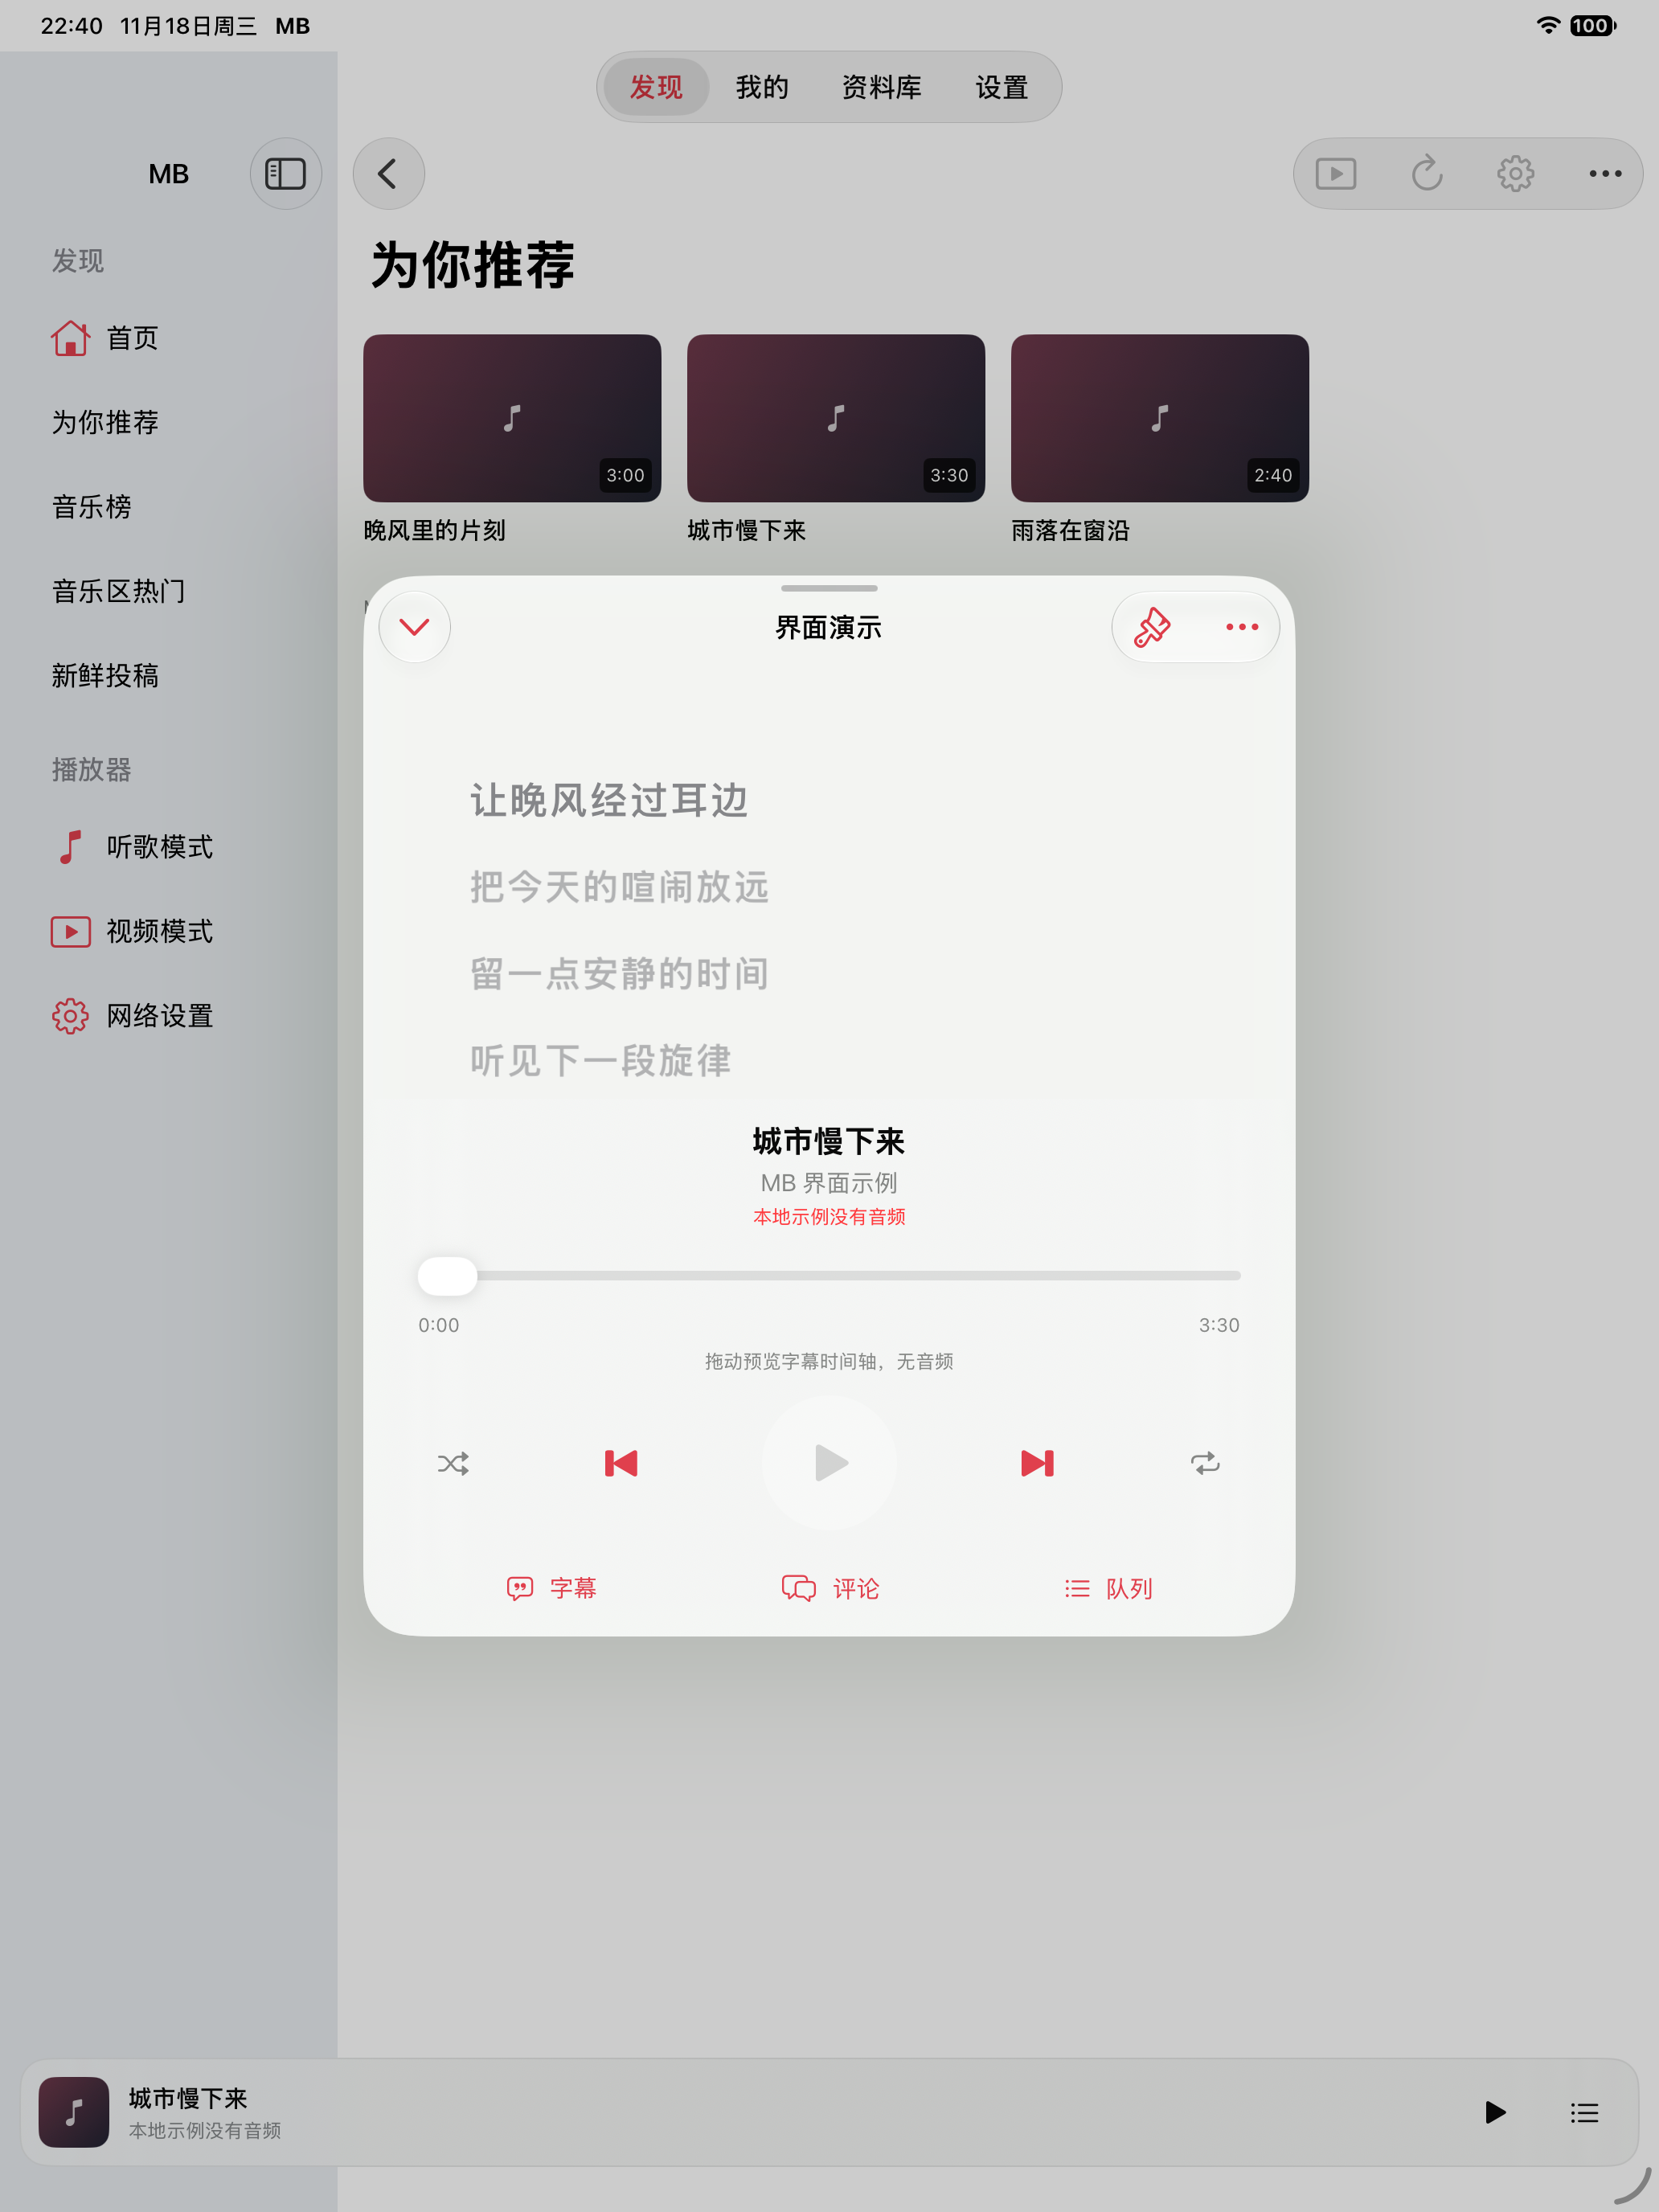 22:40 11月18日周三 MB
100
发现 我的 资料库 设置
MB
发现
首页
为你推荐
音乐榜
音乐区热门
新鲜投稿
播放器
听歌模式
视频模式
网络设置
为你推荐
3:00
3:30
2:40
晚风里的片刻
城市慢下来
雨落在窗沿
界面演示
让晚风经过耳边
把今天的喧闹放远
留一点安静的时间
听见下一段旋律
城市慢下来
MB 界面示例
本地示例没有音频
0:00
3:30
拖动预览字幕时间轴，无音频
字幕
评论
队列
城市慢下来
本地示例没有音频